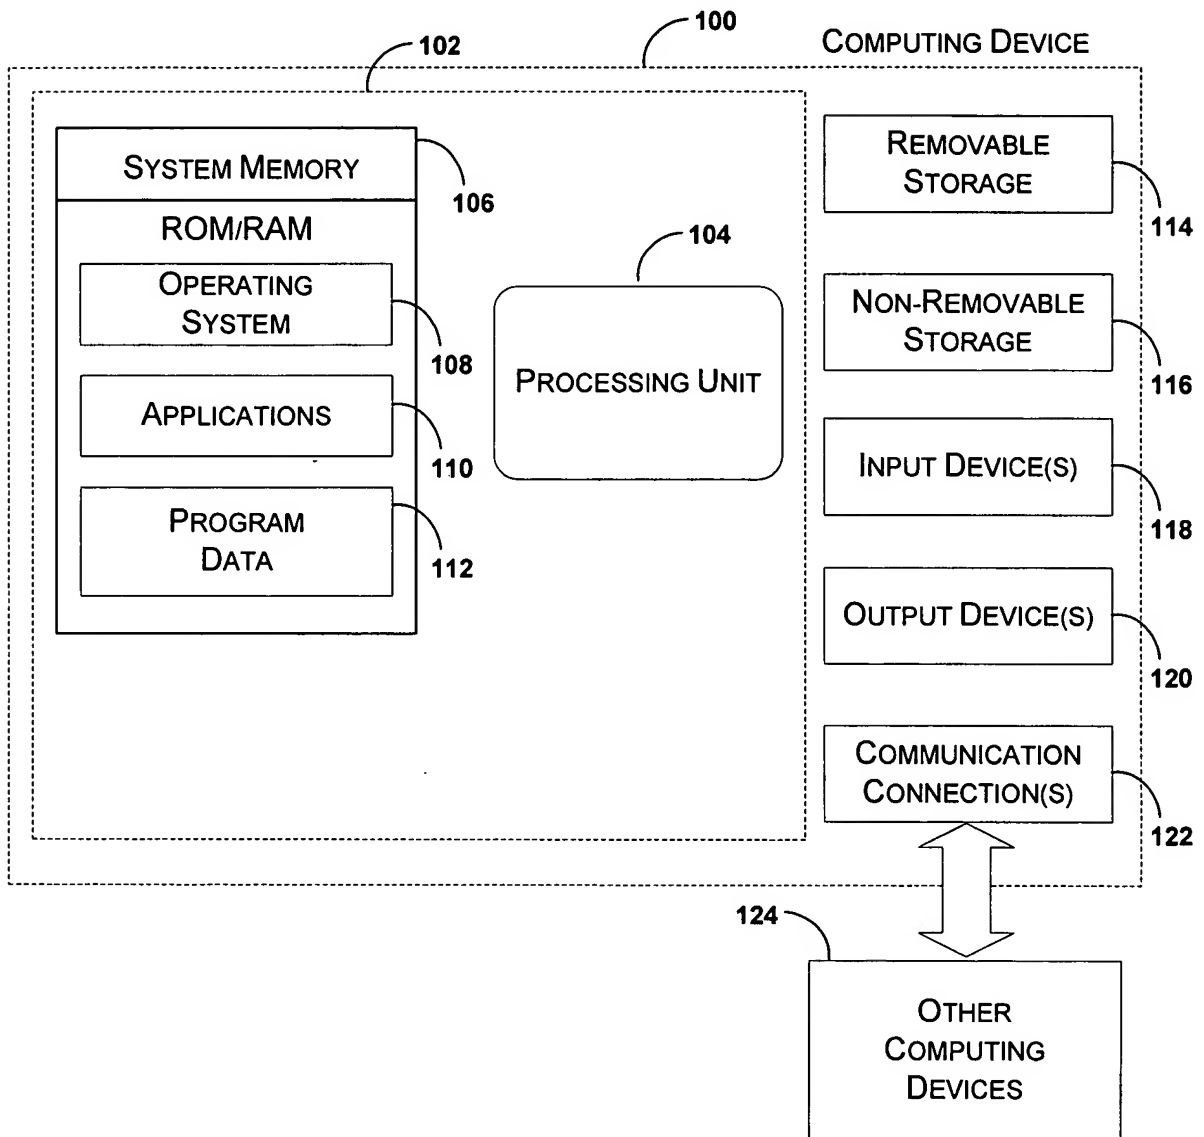 100
COMPUTING DEVICE
102
SYSTEM MEMORY
106
ROM/RAM
OPERATING
SYSTEM
108
APPLICATIONS
110
PROGRAM
DATA
112
104
PROCESSING UNIT
REMOVABLE
STORAGE
114
NON-REMOVABLE
STORAGE
116
INPUT DEVICE(S)
118
OUTPUT DEVICE(S)
120
COMMUNICATION
CONNECTION(S)
122
124
OTHER
COMPUTING
DEVICES